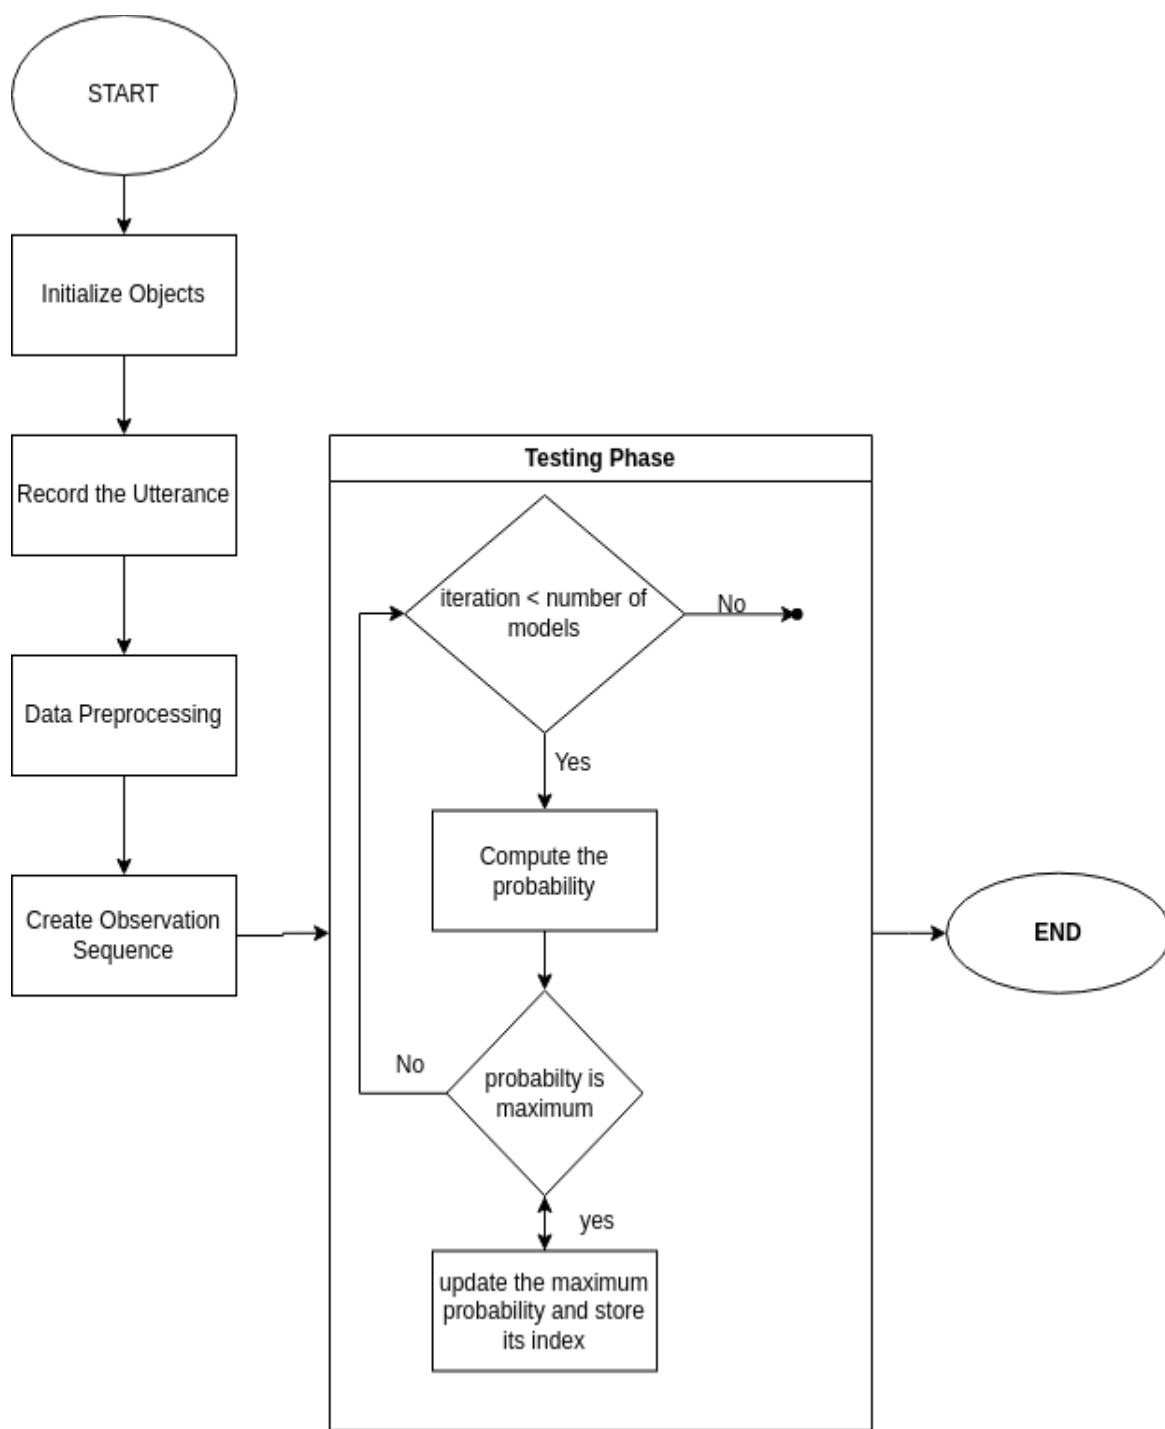 START
Initialize Objects
Record the Utterance
Data Preprocessing
Create Observation
Sequence
Testing Phase
iteration < number of
models
No
Yes
Compute the
probability
No
probabilty is
maximum
yes
update the maximum
probability and store
its index
END